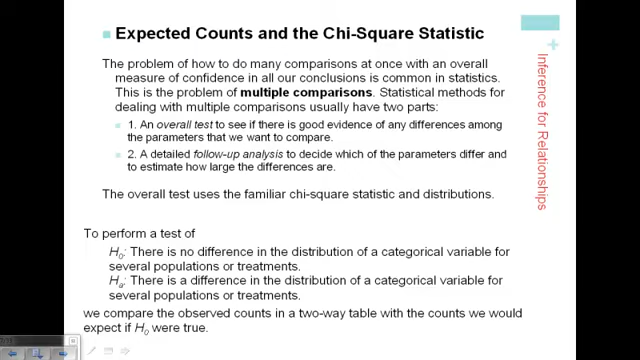 Expected Counts and the Chi-Square Statistic
The problem of how to do many comparisons at once with an overall
measure of confidence in all our conclusions is common in statistics.
This is the problem of multiple comparisons. Statistical methods for
dealing with multiple comparisons usually have two parts:
1. An overall test to see if there is good evidence of any differences among
the parameters that we want to compare.
2. A detailed follow-up analysis to decide which of the parameters differ and
to estimate how large the differences are.
The overall test uses the familiar chi-square statistic and distributions.
To perform a test of
H0: There is no difference in the distribution of a categorical variable for
several populations or treatments.
Ha: There is a difference in the distribution of a categorical variable for
several populations or treatments.
we compare the observed counts in a two-way table with the counts we would
expect if H0 were true.
+
Inference for Relationships